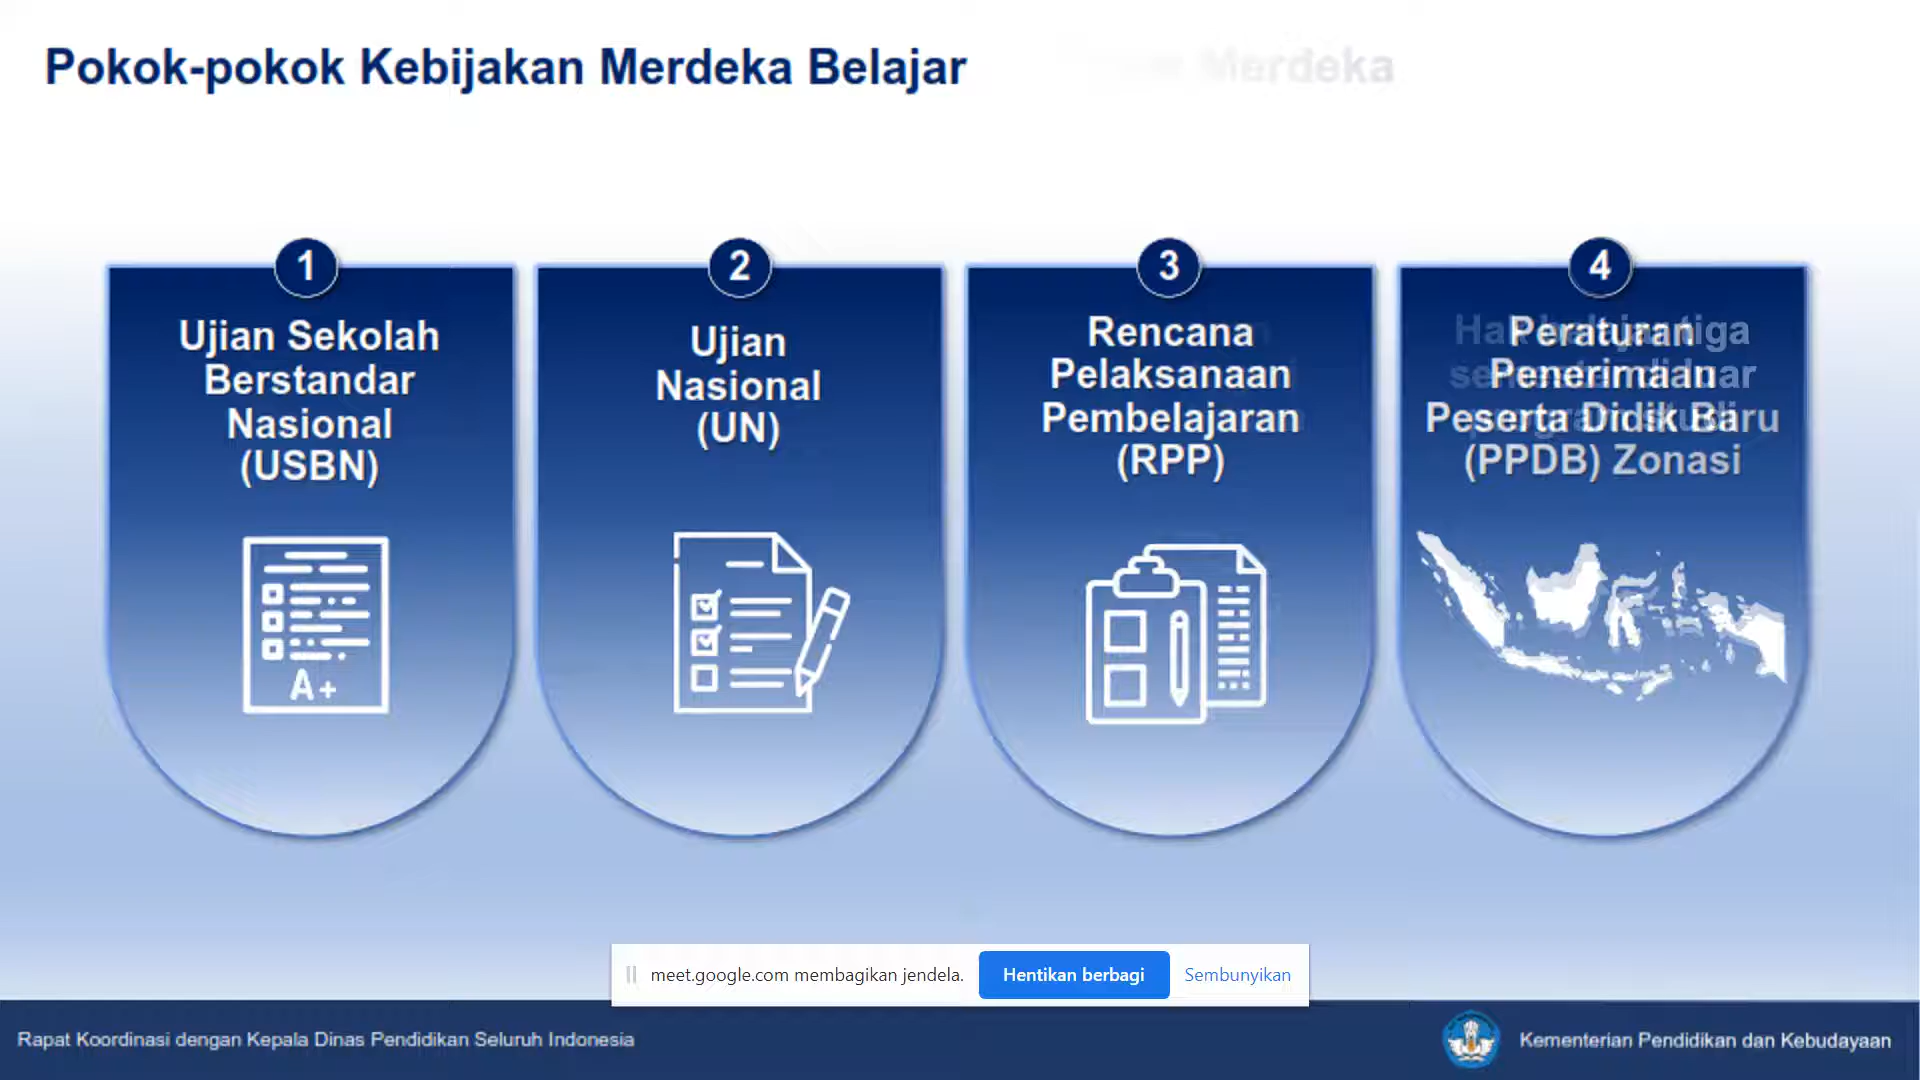 Pokok-pokok Kebijakan Merdeka Belajar
Merdeka
1
Ujian Sekolah
Berstandar
Nasional
(USBN)
A+
2
Ujian
Nasional
(UN)
3
Rencana
Pelaksanaan
Pembelajaran
(RPP)
4
Peraturan
Penerimaan
Peserta Didik Baru
(PPDB) Zonasi
meet.google.com membagikan jendela.
Hentikan berbagi
Sembunyikan
Rapat Koordinasi dengan Kepala Dinas Pendidikan Seluruh Indonesia
Kementerian Pendidikan dan Kebudayaan